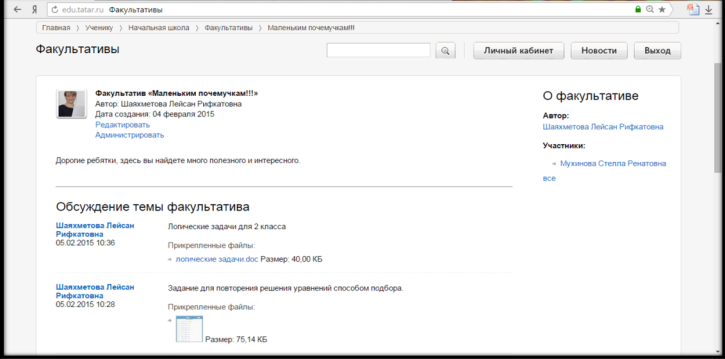 Я edu.tatar.ru Факультативы
Главная > Ученику > Начальная школа > Факультативы > Маленьким почемучкам!!!
Факультативы
Личный кабинет Новости Выход
Факультатив «Маленьким почемучкам!!!»
Автор: Шаяхметова Лейсан Рифкатовна
Дата создания: 04 февраля 2015
Редактировать
Администрировать
Дорогие ребятки, здесь вы найдете много полезного и интересного.
О факультативе
Автор:
Шаяхметова Лейсан Рифкатовна
Участники:
Мухинова Стелла Ренатовна
все
Обсуждение темы факультатива
Шаяхметова Лейсан
Рифкатовна
05.02.2015 10:36
Логические задачи для 2 класса
Прикрепленные файлы:
логические задачи.doc Размер: 40,00 КБ
Шаяхметова Лейсан
Рифкатовна
05.02.2015 10:28
Задание для повторения решения уравнений способом подбора.
Прикрепленные файлы:
Размер: 75,14 КБ